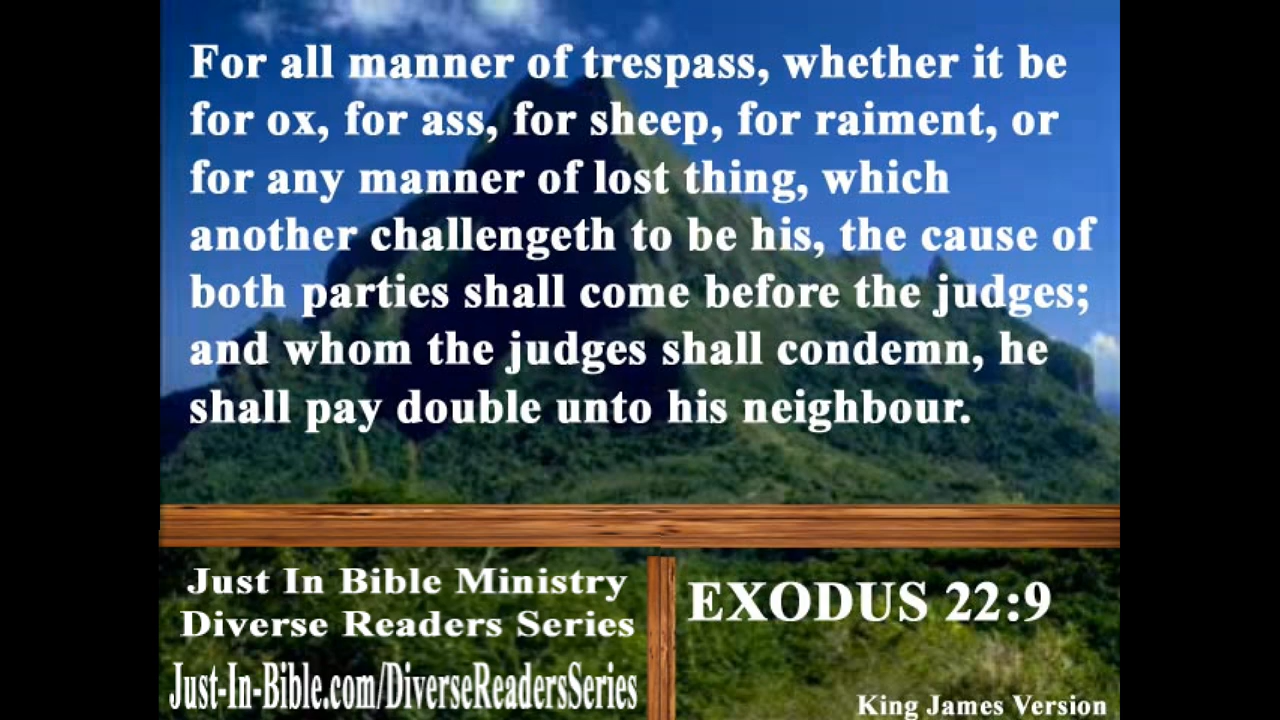 For all manner of trespass, whether it be
for ox, for ass, for sheep, for raiment, or
for any manner of lost thing, which
another challengeth to be his, the cause of
both parties shall come before the judges;
and whom the judges shall condemn, he
shall pay double unto his neighbour.
Just In Bible Ministry
Diverse Readers Series
Just-In-Bible.com/DiverseReadersSeries
EXODUS 22:9
King James Version